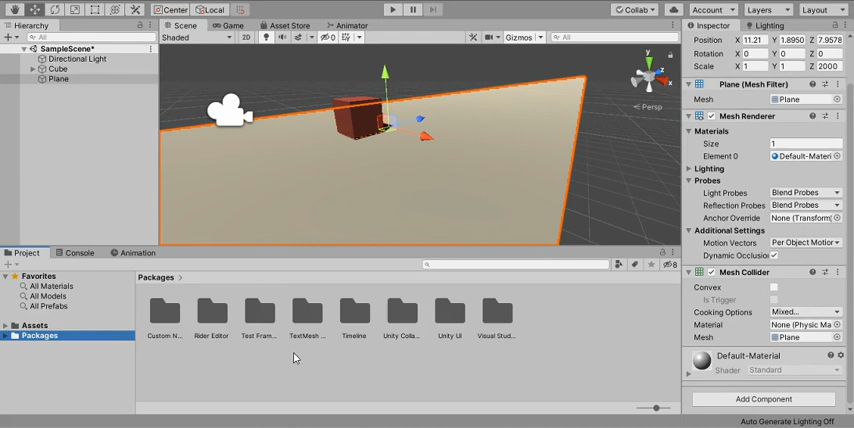 Center Local Collab Account Layers Layout
Hierarchy
All
SampleScene*
Directional Light
Cube
Plane
Scene Game Asset Store Animator
Shaded 2D 0 Gizmos All
y
z
x
Persp
Inspector Lighting
Position X 11.21 Y 1.8950 Z 7.9578
Rotation X 0 Y 0 Z 0
Scale X 1 Y 1 Z 2000
Plane (Mesh Filter)
Mesh Plane
Mesh Renderer
Materials
Size 1
Element 0 Default-Materi
Lighting
Probes
Light Probes Blend Probes
Reflection Probes Blend Probes
Anchor Override None (Transform)
Additional Settings
Motion Vectors Per Object Motion
Dynamic Occlusion
Mesh Collider
Convex
Is Trigger
Cooking Options Mixed...
Material None (Physic Ma
Mesh Plane
Default-Material
Shader Standard
Add Component
Project Console Animation
8
Favorites
All Materials
All Models
All Prefabs
Assets
Packages
Packages
Custom N... Rider Editor Test Fram... TextMesh ... Timeline Unity Colla... Unity UI Visual Stud...
Auto Generate Lighting Off